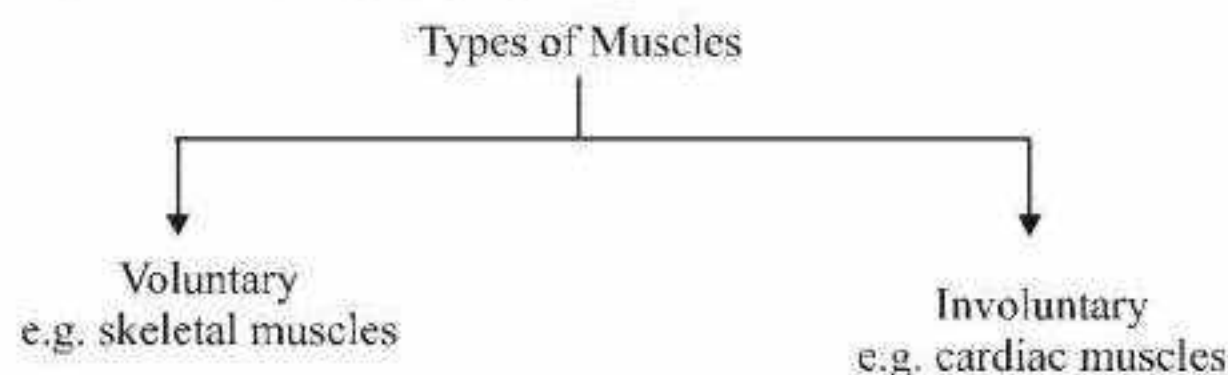 Types of Muscles
Voluntary
e.g. skeletal muscles
Involuntary
e.g. cardiac muscles